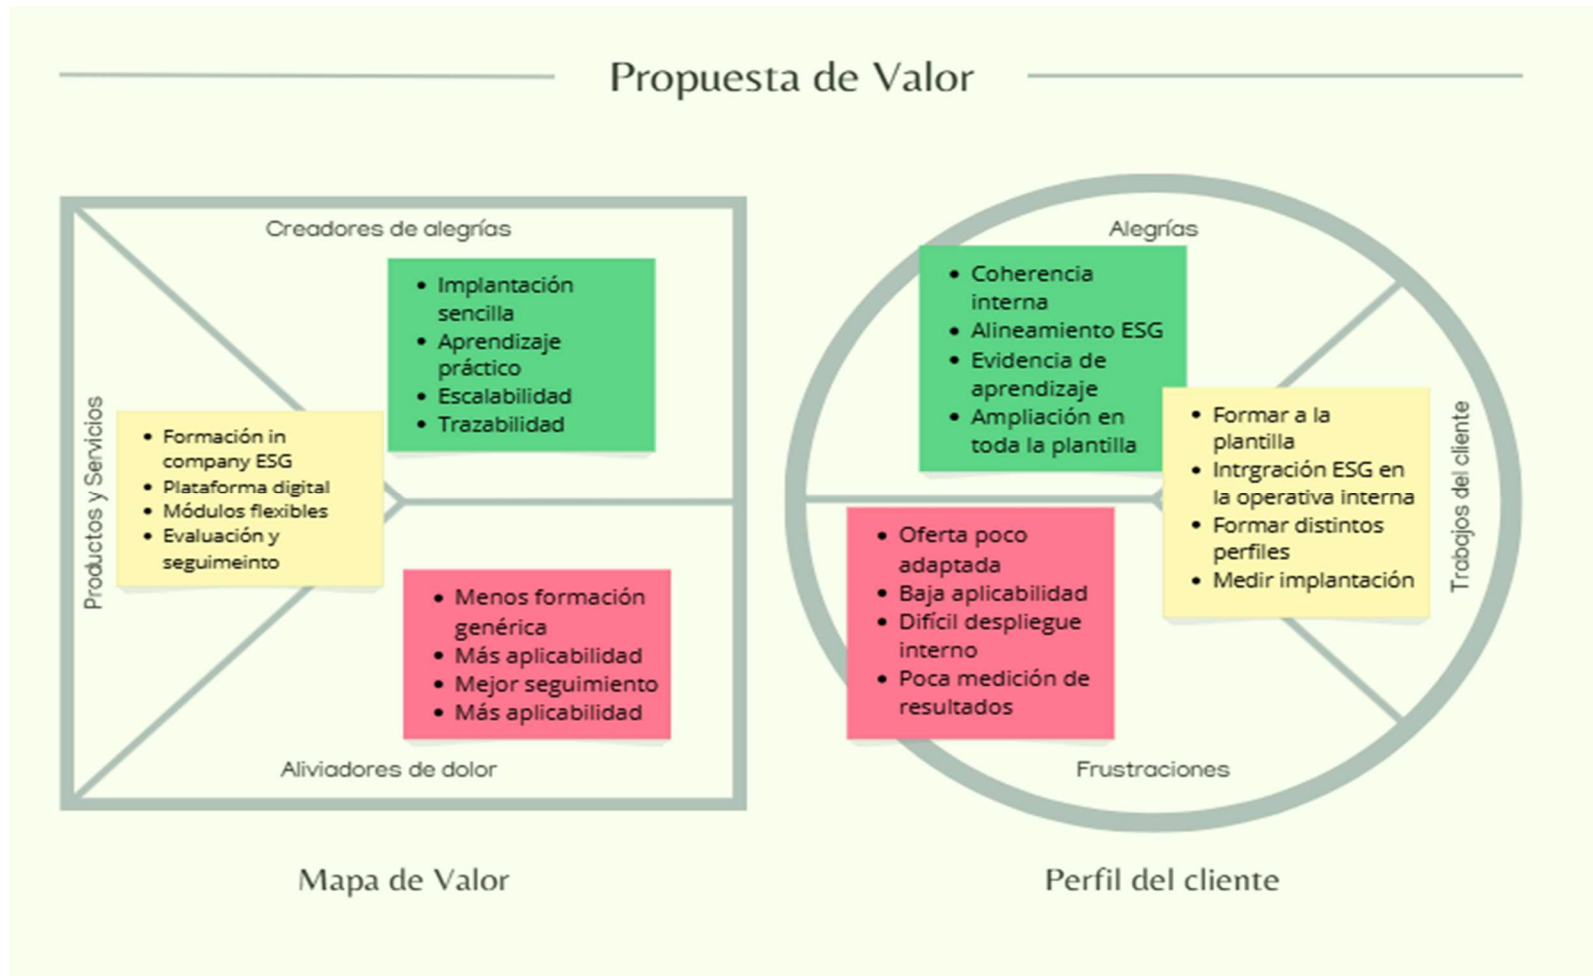 Propuesta de Valor
Creadores de alegrías
• Implantación
sencilla
• Aprendizaje
práctico
• Escalabilidad
• Trazabilidad
Productos y Servicios
• Formación in
company ESG
• Plataforma digital
• Módulos flexibles
• Evaluación y
seguimeinto
• Menos formación
genérica
• Más aplicabilidad
• Mejor seguimiento
• Más aplicabilidad
Aliviadores de dolor
Mapa de Valor
Alegrías
• Coherencia
interna
• Alineamiento ESG
• Evidencia de
aprendizaje
• Ampliación en
toda la plantilla
• Formar a la
plantilla
• Intrgración ESG en
la operativa interna
• Formar distintos
perfiles
• Medir implantación
Trabajos del cliente
• Oferta poco
adaptada
• Baja aplicabilidad
• Difícil despliegue
interno
• Poca medición de
resultados
Frustraciones
Perfil del cliente